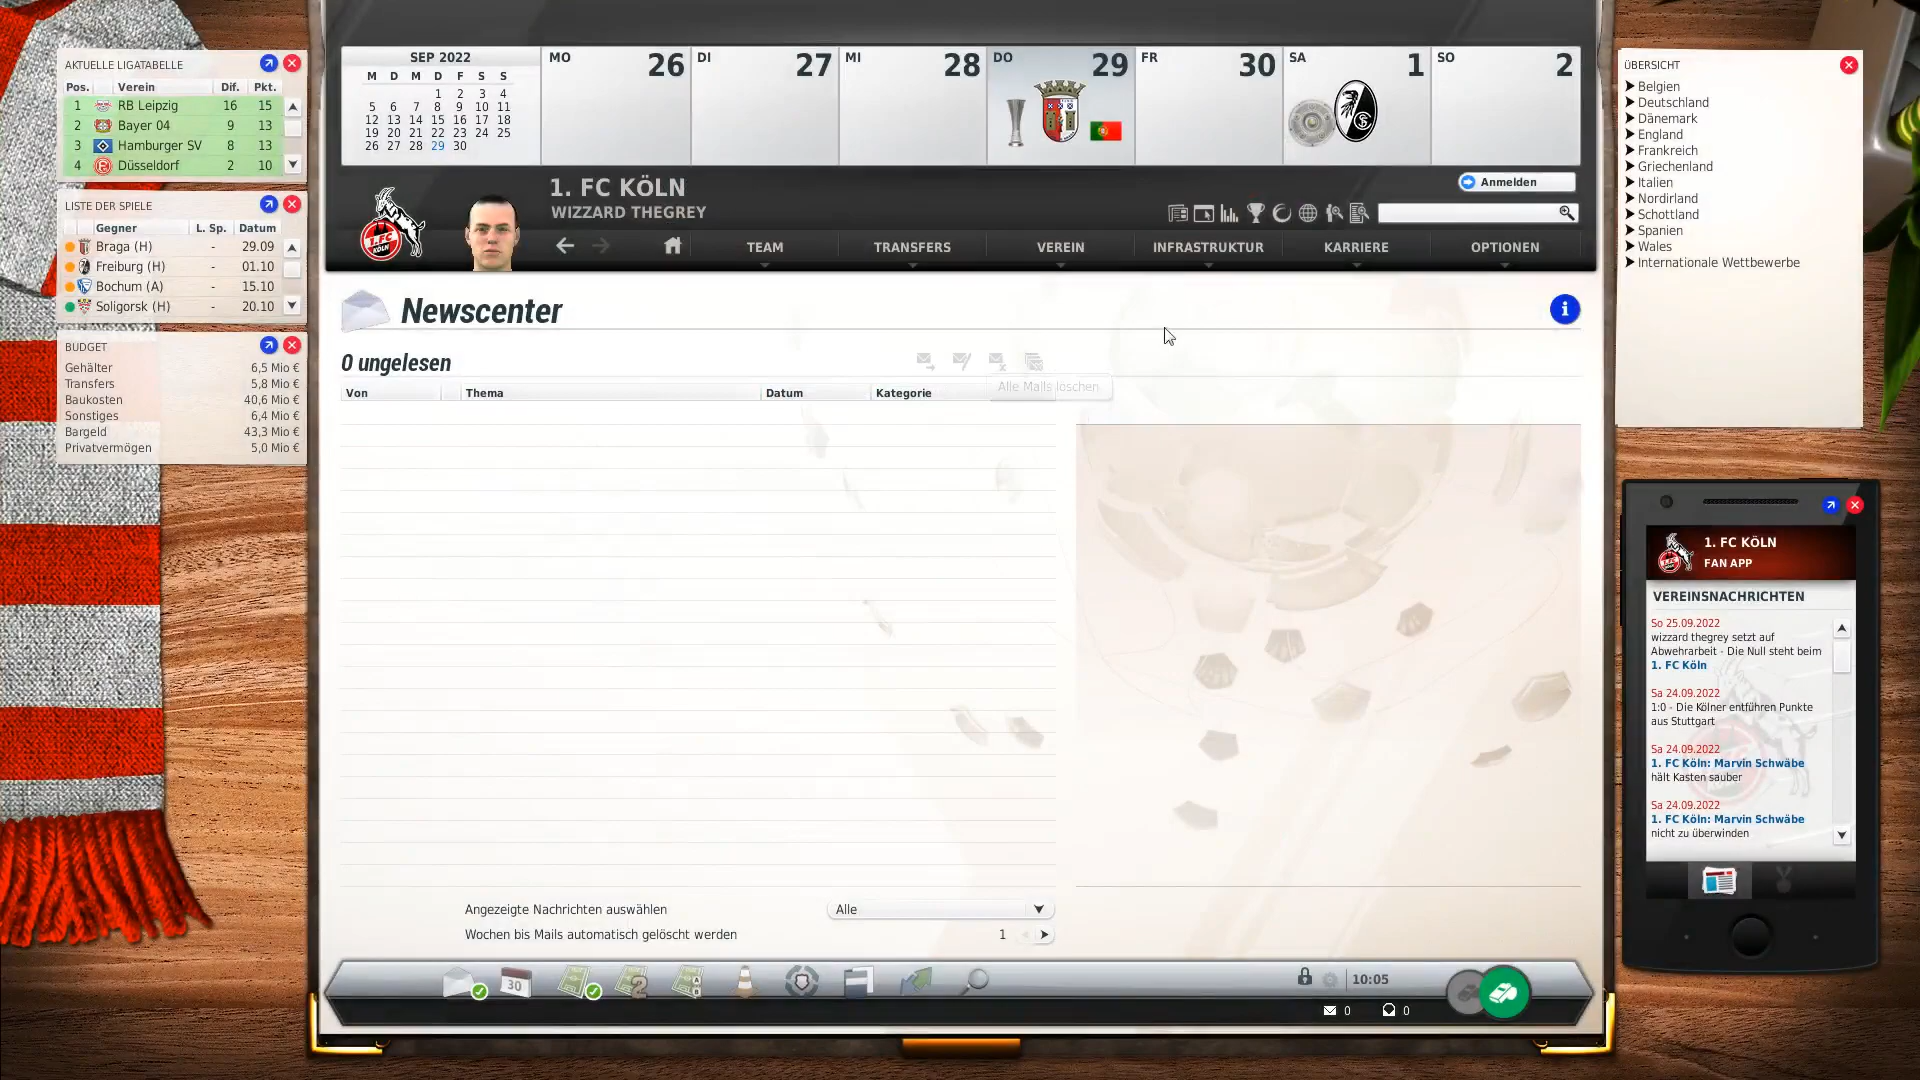 AKTUELLE LIGATABELLE
Pos. Verein Dif. Pkt.
1 RB Leipzig 16 15
2 Bayer 04 9 13
3 Hamburger SV 8 13
4 Düsseldorf 2 10
LISTE DER SPIELE
Gegner L. Sp. Datum
Braga (H) - 29.09
Freiburg (H) - 01.10
Bochum (A) - 15.10
Soligorsk (H) - 20.10
BUDGET
Gehälter 6,5 Mio €
Transfers 5,8 Mio €
Baukosten 40,6 Mio €
Sonstiges 6,4 Mio €
Bargeld 43,3 Mio €
Privatvermögen 5,0 Mio €
SEP 2022
M D M D F S S
1 2 3 4
5 6 7 8 9 10 11
12 13 14 15 16 17 18
19 20 21 22 23 24 25
26 27 28 29 30
MO 26
DI 27
MI 28
DO 29
FR 30
SA 1
SO 2
1. FC KÖLN
WIZZARD THEGREY
Anmelden
TEAM TRANSFERS VEREIN INFRASTRUKTUR KARRIERE OPTIONEN
Newscenter
0 ungelesen
Von Thema Datum Kategorie
Alle Mails löschen
Angezeigte Nachrichten auswählen Alle
Wochen bis Mails automatisch gelöscht werden 1
30
2
10:05
0 0
ÜBERSICHT
Belgien
Deutschland
Dänemark
England
Frankreich
Griechenland
Italien
Nordirland
Schottland
Spanien
Wales
Internationale Wettbewerbe
1. FC KÖLN
FAN APP
VEREINSNACHRICHTEN
So 25.09.2022
wizzard thegrey setzt auf
Abwehrarbeit - Die Null steht beim
1. FC Köln
Sa 24.09.2022
1:0 - Die Kölner entführen Punkte
aus Stuttgart
Sa 24.09.2022
1. FC Köln: Marvin Schwäbe
hält Kasten sauber
Sa 24.09.2022
1. FC Köln: Marvin Schwäbe
nicht zu überwinden